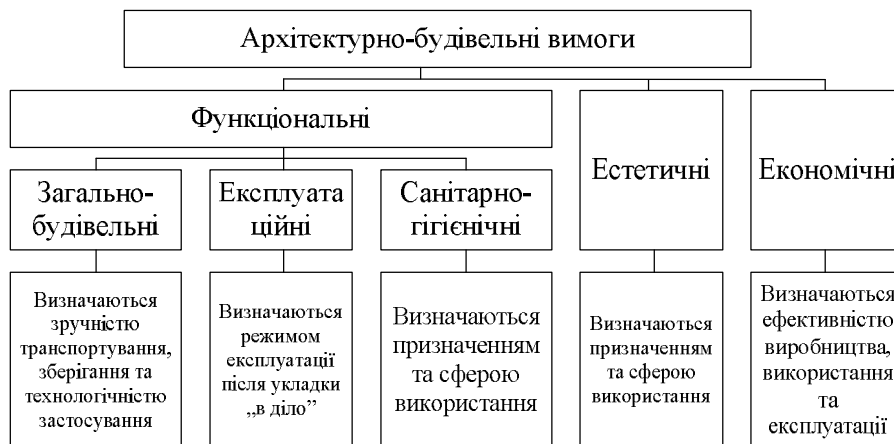 Архітектурно-будівельні вимоги
Функціональні
Естетичні
Економічні
Загально-
будівельні
Експлуата
ційні
Санітарно-
гігієнічні
Визначаються
зручністю
транспортування,
зберігання та
технологічністю
застосування
Визначаються
режимом
експлуатації
після укладки
„в діло”
Визначаються
призначенням
та сферою
використання
Визначаються
призначенням
та сферою
використання
Визначаються
ефективністю
виробництва,
використання
та
експлуатації